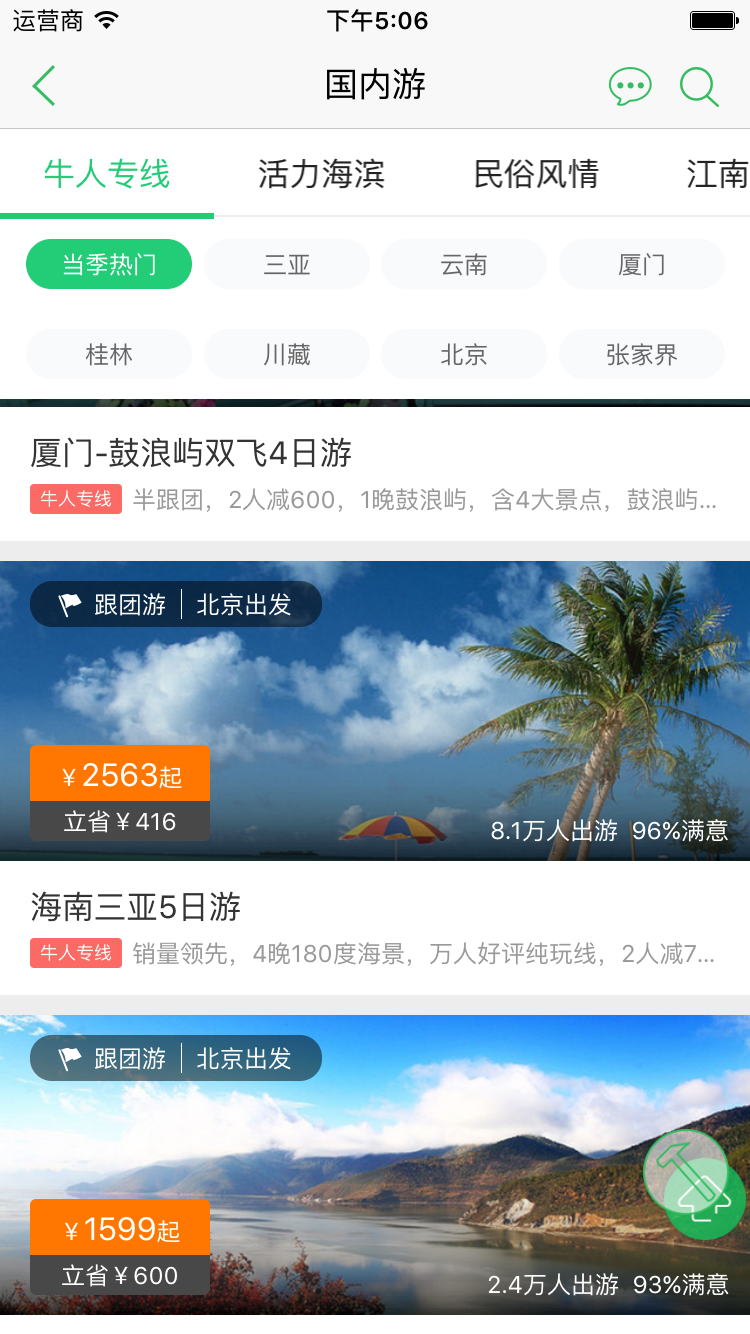 运营商 下午5:06
国内游
牛人专线 活力海滨 民俗风情 江南
当季热门 三亚 云南 厦门
桂林 川藏 北京 张家界
厦门-鼓浪屿双飞4日游
牛人专线 半跟团，2人减600，1晚鼓浪屿，含4大景点，鼓浪屿...
跟团游 北京出发
￥2563起
立省￥416
8.1万人出游 96%满意
海南三亚5日游
牛人专线 销量领先，4晚180度海景，万人好评纯玩线，2人减7...
跟团游 北京出发
￥1599起
立省￥600
2.4万人出游 93%满意